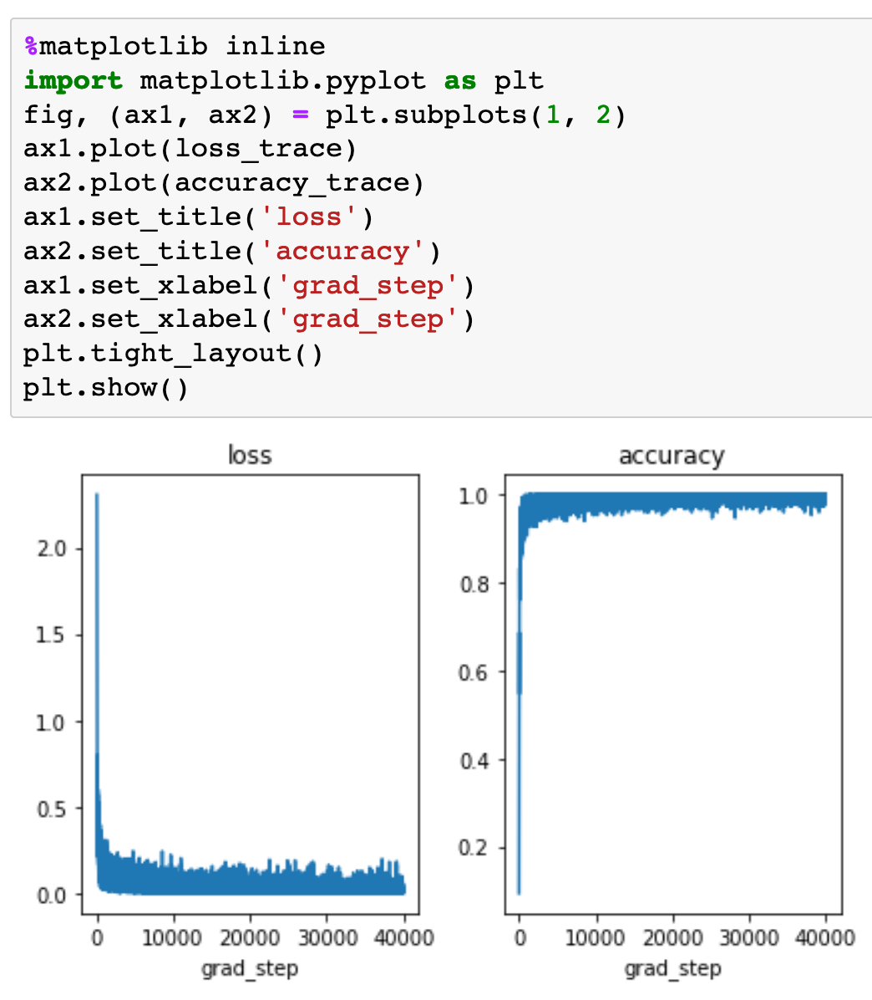 %matplotlib inline
import matplotlib.pyplot as plt
fig, (ax1, ax2) = plt.subplots(1, 2)
ax1.plot(loss_trace)
ax2.plot(accuracy_trace)
ax1.set_title('loss')
ax2.set_title('accuracy')
ax1.set_xlabel('grad_step')
ax2.set_xlabel('grad_step')
plt.tight_layout()
plt.show()
loss
2.0
1.5
1.0
0.5
0.0
0 10000 20000 30000 40000
grad_step
accuracy
1.0
0.8
0.6
0.4
0.2
0 10000 20000 30000 40000
grad_step